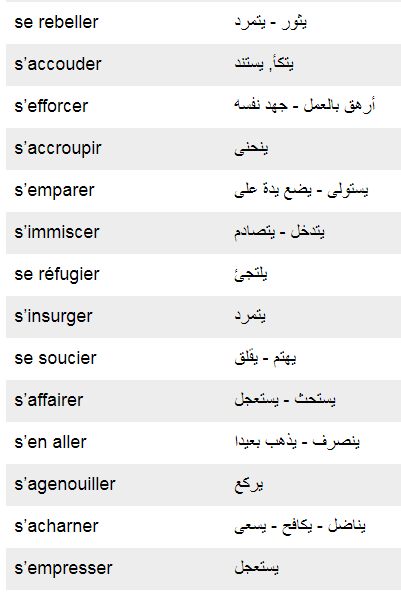 se rebeller يثور - يتمرد
s’accouder يتكأ, يستند
s’efforcer أرهق بالعمل - جهد نفسه
s’accroupir ينحنى
s’emparer يستولى - يضع يدة على
s’immiscer يتدخل - يتصادم
se réfugier يلتجئ
s’insurger يتمرد
se soucier يهتم - يقلق
s’affairer يستحث - يستعجل
s’en aller ينصرف - يذهب بعيدا
s’agenouiller يركع
s’acharner يناضل - يكافح - يسعى
s’empresser يستعجل